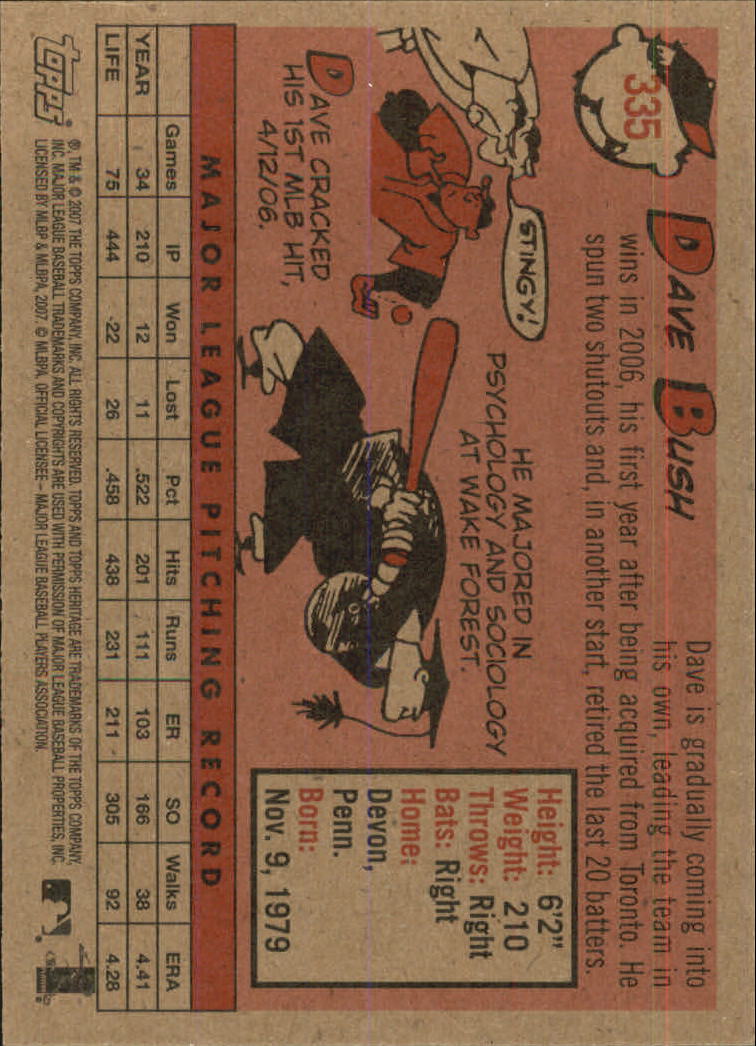 335
DAVE BUSH
Dave is gradually coming into
his own, leading the team in
wins in 2006, his first year after being acquired from Toronto. He
spun two shutouts and, in another start, retired the last 20 batters.
STINGY!
DAVE CRACKED
HIS 1ST MLB HIT,
4/12/06.
HE MAJORED IN
PSYCHOLOGY AND SOCIOLOGY
AT WAKE FOREST.
Height: 6'2"
Weight: 210
Throws: Right
Bats: Right
Home:
Devon,
Penn.
Born:
Nov. 9, 1979
MAJOR LEAGUE PITCHING RECORD
Games IP Won Lost Pct Hits Runs ER SO Walks ERA
YEAR 34 210 12 11 .522 201 111 103 166 38 4.41
LIFE 75 444 22 26 .458 438 231 211 305 92 4.28
Topps®
® TM & © 2007 THE TOPPS COMPANY, INC. ALL RIGHTS RESERVED. TOPPS AND TOPPS HERITAGE ARE TRADEMARKS OF THE TOPPS COMPANY,
INC. MAJOR LEAGUE BASEBALL TRADEMARKS AND COPYRIGHTS ARE USED WITH PERMISSION OF MAJOR LEAGUE BASEBALL PROPERTIES, INC.
LICENSED BY MLBP & MLBPA, 2007. © MLBPA. OFFICIAL LICENSEE – MAJOR LEAGUE BASEBALL PLAYERS ASSOCIATION.